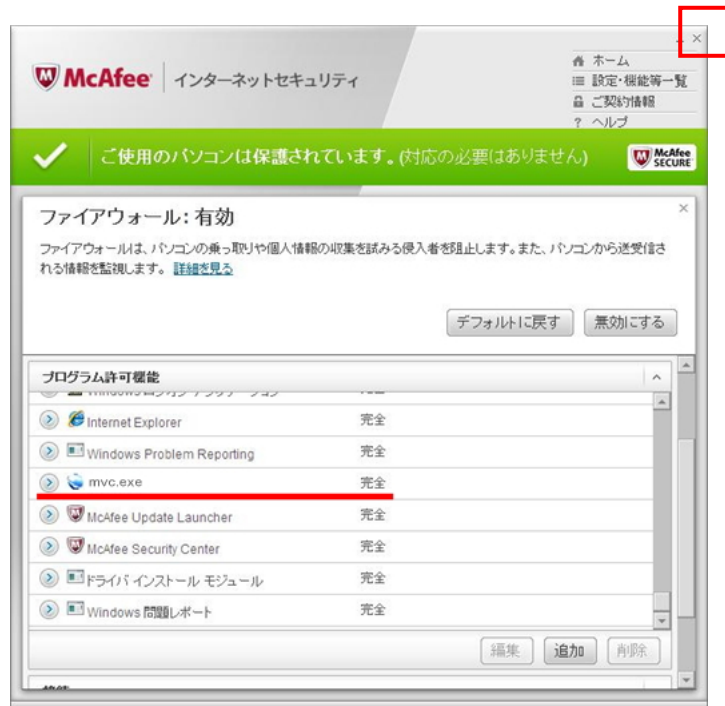 McAfee インターネットセキュリティ
ホーム
設定・機能等一覧
ご契約情報
? ヘルプ
ご使用のパソコンは保護されています。(対応の必要はありません)
McAfee SECURE
ファイアウォール: 有効
ファイアウォールは、パソコンの乗っ取りや個人情報の収集を試みる侵入者を阻止します。また、パソコンから送受信さ
れる情報を監視します。 詳細を見る
デフォルトに戻す 無効にする
プログラム許可機能
Internet Explorer 完全
Windows Problem Reporting 完全
mvc.exe 完全
McAfee Update Launcher 完全
McAfee Security Center 完全
ドライバ インストール モジュール 完全
Windows 問題レポート 完全
編集 追加 削除